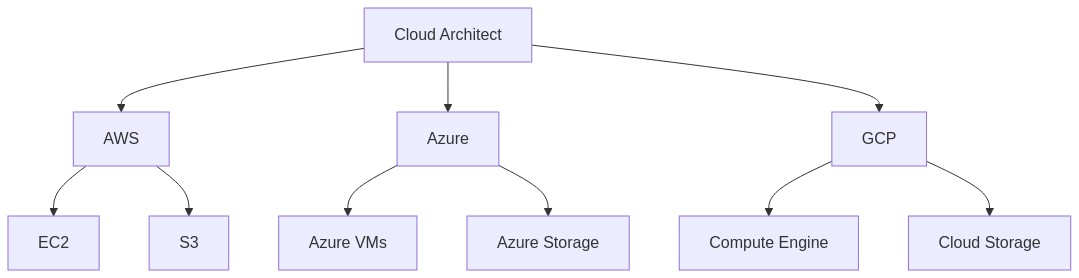 Cloud Architect
AWS
Azure
GCP
EC2
S3
Azure VMs
Azure Storage
Compute Engine
Cloud Storage